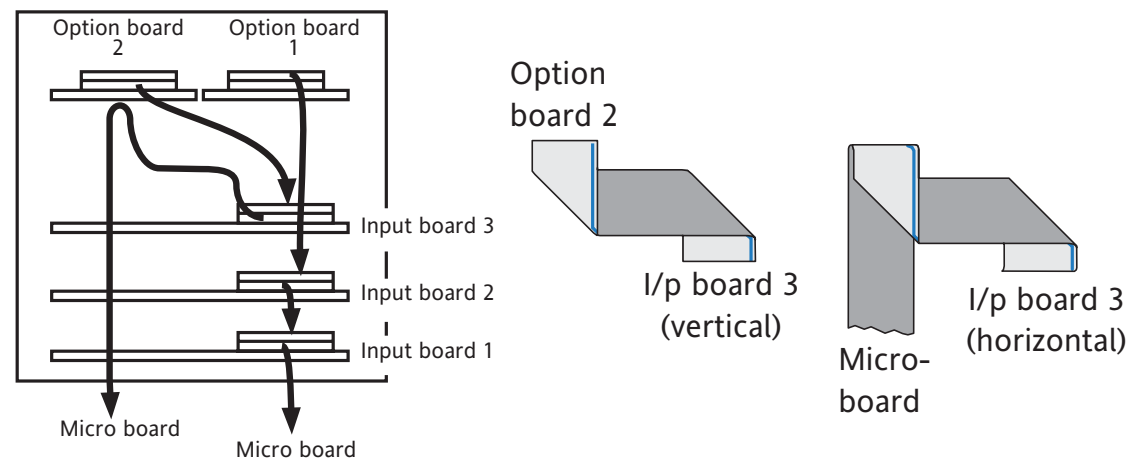 Option board
2
Option board
1
Input board 3
Input board 2
Input board 1
Micro board
Micro board
Option
board 2
I/p board 3
(vertical)
I/p board 3
(horizontal)
Micro-
board